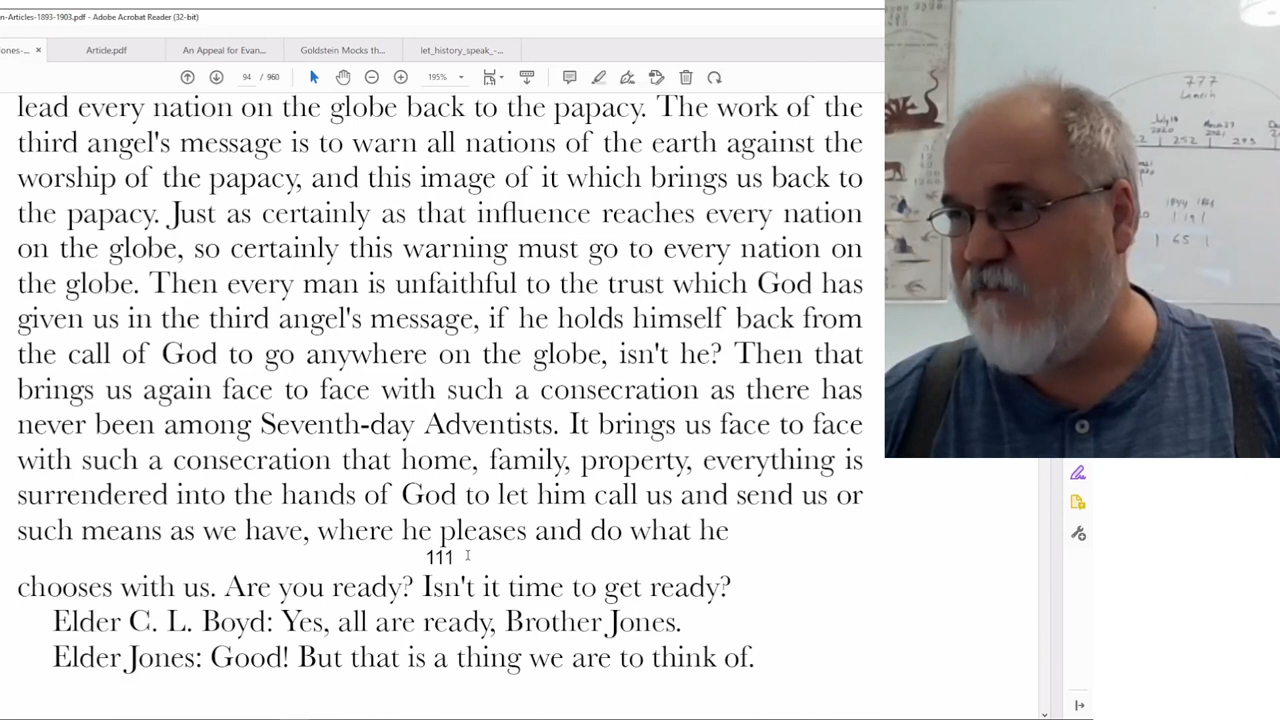 n-Articles-1893-1903.pdf - Adobe Acrobat Reader (32-bit)
ones-... × Article.pdf An Appeal for Evan... Goldstein Mocks th... let_history_speak_-...
94 / 960 195%
lead every nation on the globe back to the papacy. The work of the
third angel's message is to warn all nations of the earth against the
worship of the papacy, and this image of it which brings us back to
the papacy. Just as certainly as that influence reaches every nation
on the globe, so certainly this warning must go to every nation on
the globe. Then every man is unfaithful to the trust which God has
given us in the third angel's message, if he holds himself back from
the call of God to go anywhere on the globe, isn't he? Then that
brings us again face to face with such a consecration as there has
never been among Seventh-day Adventists. It brings us face to face
with such a consecration that home, family, property, everything is
surrendered into the hands of God to let him call us and send us or
such means as we have, where he pleases and do what he
111
chooses with us. Are you ready? Isn't it time to get ready?
Elder C. L. Boyd: Yes, all are ready, Brother Jones.
Elder Jones: Good! But that is a thing we are to think of.
777
Lamech
July 18
2020
252
1844
191
65